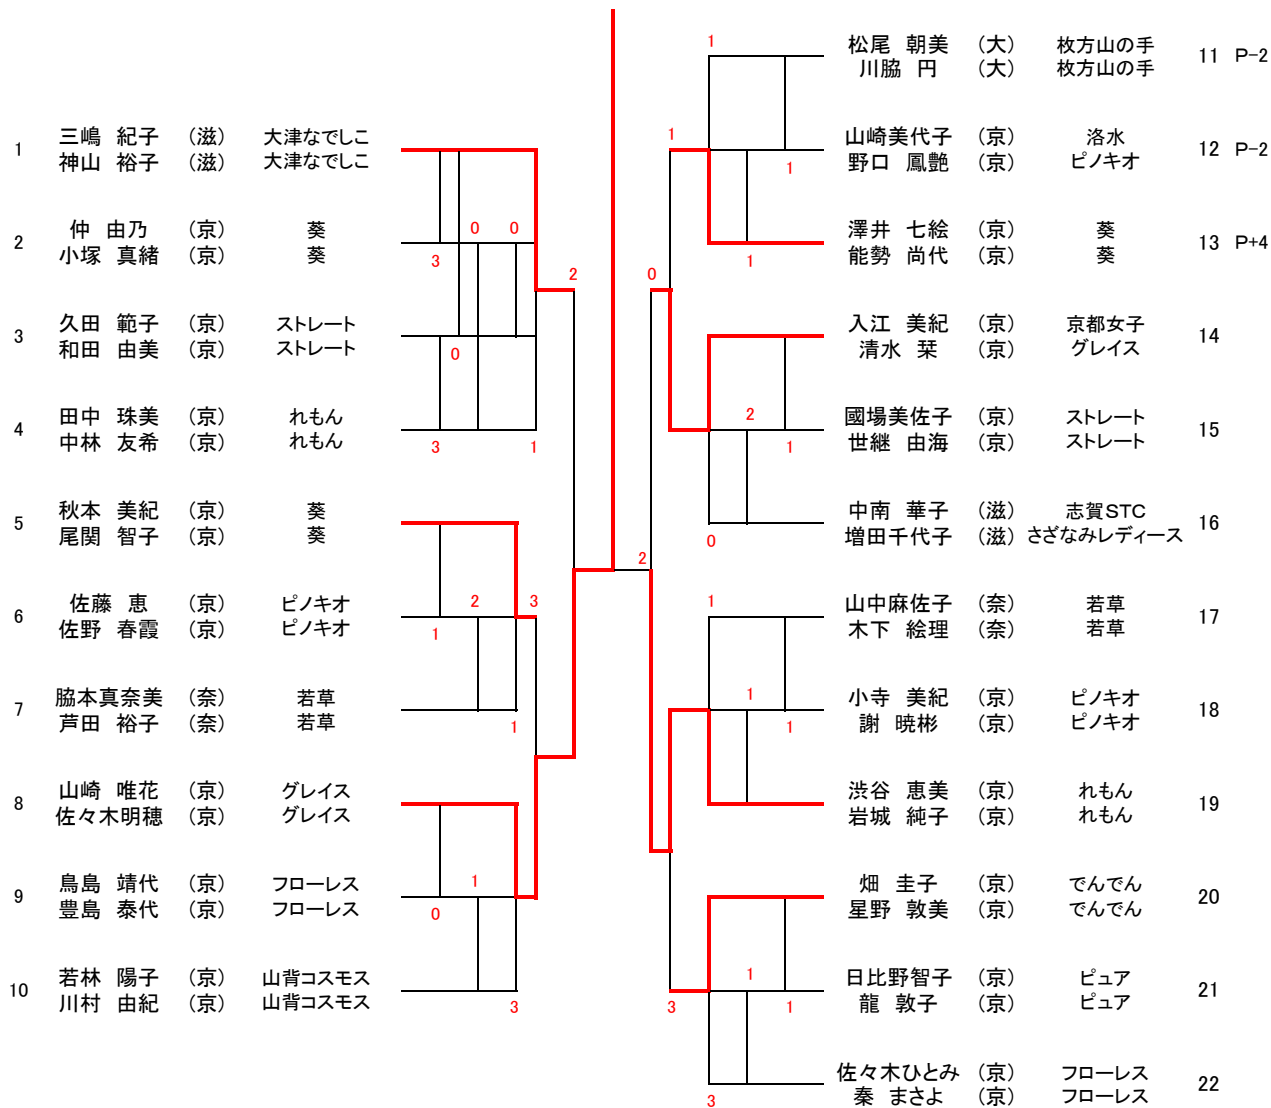 1 三嶋 紀子 （滋） 大津なでしこ
神山 裕子 （滋） 大津なでしこ
2 仲 由乃 （京） 葵
小塚 真緒 （京） 葵
3 久田 範子 （京） ストレート
和田 由美 （京） ストレート
4 田中 珠美 （京） れもん
中林 友希 （京） れもん
5 秋本 美紀 （京） 葵
尾関 智子 （京） 葵
6 佐藤 恵 （京） ピノキオ
佐野 春霞 （京） ピノキオ
7 脇本真奈美 （奈） 若草
芦田 裕子 （奈） 若草
8 山崎 唯花 （京） グレイス
佐々木明穂 （京） グレイス
9 鳥島 靖代 （京） フローレス
豊島 泰代 （京） フローレス
10 若林 陽子 （京） 山背コスモス
川村 由紀 （京） 山背コスモス
0 0
3
0
3 1
2
2 3
1
1
1
0
3
1
1
1
1
0
2
1
0
2
1
1
1
1
3
1
3
松尾 朝美 （大） 枚方山の手 11 P-2
川脇 円 （大） 枚方山の手
山崎美代子 （京） 洛水 12 P-2
野口 鳳艶 （京） ピノキオ
澤井 七絵 （京） 葵 13 P+4
能勢 尚代 （京） 葵
入江 美紀 （京） 京都女子 14
清水 栞 （京） グレイス
國場美佐子 （京） ストレート 15
世継 由海 （京） ストレート
中南 華子 （滋） 志賀STC 16
増田千代子 （滋） さざなみレディース
山中麻佐子 （奈） 若草 17
木下 絵理 （奈） 若草
小寺 美紀 （京） ピノキオ 18
謝 暁彬 （京） ピノキオ
渋谷 恵美 （京） れもん 19
岩城 純子 （京） れもん
畑 圭子 （京） でんでん 20
星野 敦美 （京） でんでん
日比野智子 （京） ピュア 21
龍 敦子 （京） ピュア
佐々木ひとみ （京） フローレス 22
秦 まさよ （京） フローレス